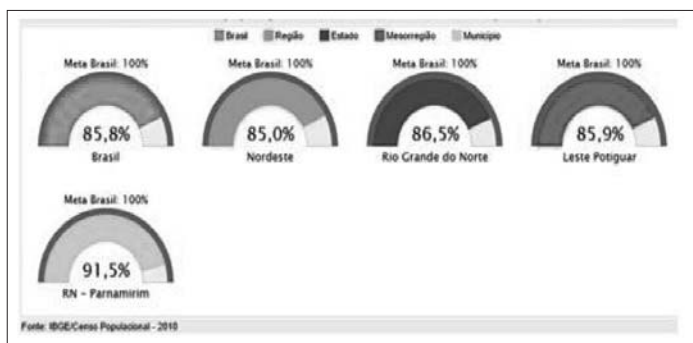 Brasil Região Estado Mesorregião Município
Meta Brasil: 100% Meta Brasil: 100% Meta Brasil: 100% Meta Brasil: 100%
85,8% 85,0% 86,5% 85,9%
Brasil Nordeste Rio Grande do Norte Leste Potiguar
Meta Brasil: 100%
91,5%
RN - Parnamirim
Fonte: IBGE/Censo Populacional - 2010